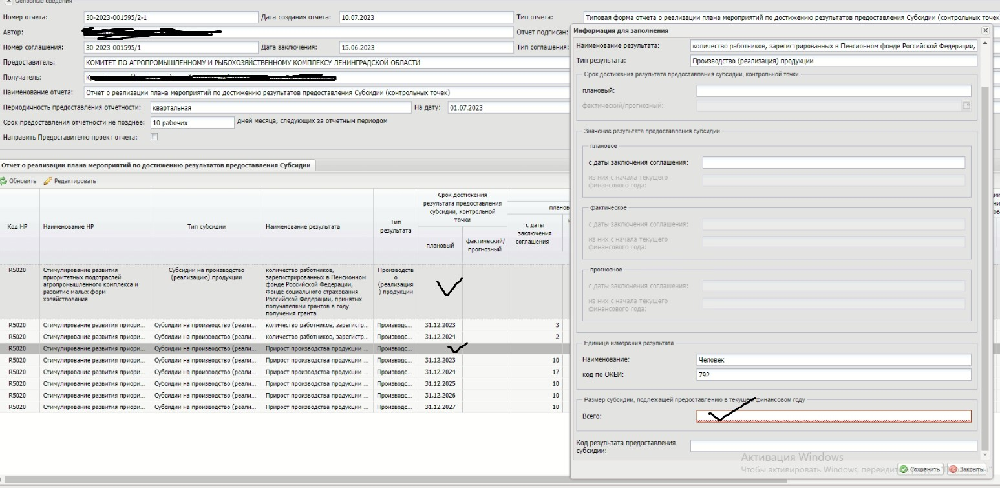 Основные сведения
Номер отчета: 30-2023-001595/2-1 Дата создания отчета: 10.07.2023 Тип отчета: Типовая форма отчета о реализации плана мероприятий по достижению результатов предоставления Субсидии (контрольных точек
Автор: Отчет подписан:
Номер соглашения: 30-2023-001595/1 Дата заключения: 15.06.2023 Тип соглашения:
Предоставитель: КОМИТЕТ ПО АГРОПРОМЫШЛЕННОМУ И РЫБОХОЗЯЙСТВЕННОМУ КОМПЛЕКСУ ЛЕНИНГРАДСКОЙ ОБЛАСТИ
Получатель:
Наименование отчета: Отчет о реализации плана мероприятий по достижению результатов предоставления Субсидии (контрольных точек)
Периодичность предоставления отчетности: квартальная На дату: 01.07.2023
Срок предоставления отчетности не позднее: 10 рабочих дней месяца, следующих за отчетным периодом
Направить Предоставителю проект отчета:
Отчет о реализации плана мероприятий по достижению результатов предоставления Субсидии
Обновить Редактировать
Код НР
Наименование НР
Тип субсидии
Наименование результата
Тип
результата
Срок достижения
результата предоставления
субсидии, контрольной
точки
плановый
фактический/
прогнозный
с даты
заключения
соглашения
R5020
Стимулирование развития
приоритетных подотраслей
агропромышленного комплекса и
развитие малых форм
хозяйствования
Субсидии на производство
(реализацию) продукции
количество работников,
зарегистрированных в Пенсионном
фонде Российской Федерации,
Фонде социального страхования
Российской Федерации, принятых
получателями грантов в году
получения гранта
Производств
о
(реализация
) продукции
R5020 Стимулирование развития приори... Субсидии на производство (реали... количество работников, зарегистр... Производс... 31.12.2023 3
R5020 Стимулирование развития приори... Субсидии на производство (реали... количество работников, зарегистр... Производс... 31.12.2024 2
R5020 Стимулирование развития приори... Субсидии на производство (реали... Прирост производства продукции ... Производс...
R5020 Стимулирование развития приори... Субсидии на производство (реали... Прирост производства продукции ... Производс... 31.12.2023 10
R5020 Стимулирование развития приори... Субсидии на производство (реали... Прирост производства продукции ... Производс... 31.12.2024 17
R5020 Стимулирование развития приори... Субсидии на производство (реали... Прирост производства продукции ... Производс... 31.12.2025 10
R5020 Стимулирование развития приори... Субсидии на производство (реали... Прирост производства продукции ... Производс... 31.12.2026 10
R5020 Стимулирование развития приори... Субсидии на производство (реали... Прирост производства продукции ... Производс... 31.12.2027 10
Информация для заполнения
Наименование результата: количество работников, зарегистрированных в Пенсионном фонде Российской Федерации,
Тип результата: Производство (реализация) продукции
Срок достижения результата предоставления субсидии, контрольной точки
плановый:
фактический/прогнозный:
Значение результата предоставления субсидии
плановое
с даты заключения соглашения:
из них с начала текущего
финансового года:
фактическое
с даты заключения соглашения:
из них с начала текущего
финансового года:
прогнозное
с даты заключения соглашения:
из них с начала текущего
финансового года:
Единица измерения результата
Наименование: Человек
код по ОКЕИ: 792
Размер субсидии, подлежащей предоставлению в текущем финансовом году
Всего:
Код результата предоставления
субсидии:
Активация Windows
Чтобы активировать Windows, перейдите
Сохранить Закрыть